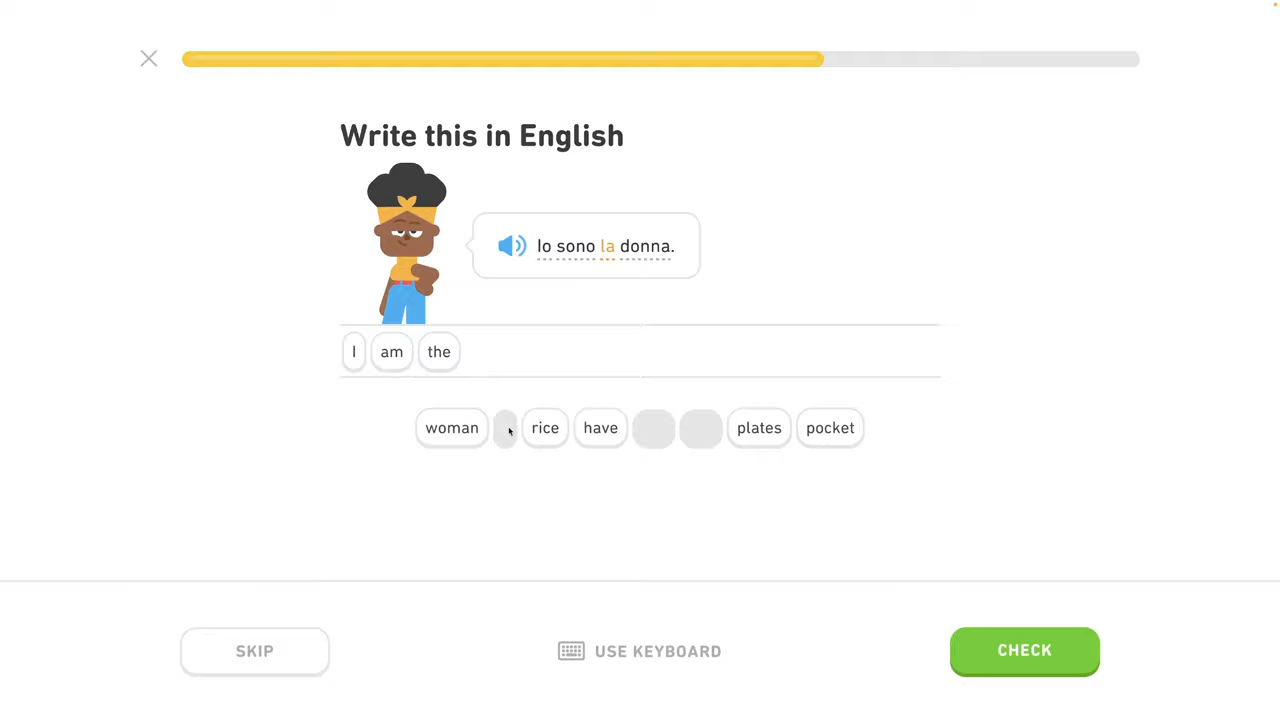 Write this in English
Io sono la donna.
I am the
woman rice have plates pocket
SKIP USE KEYBOARD CHECK